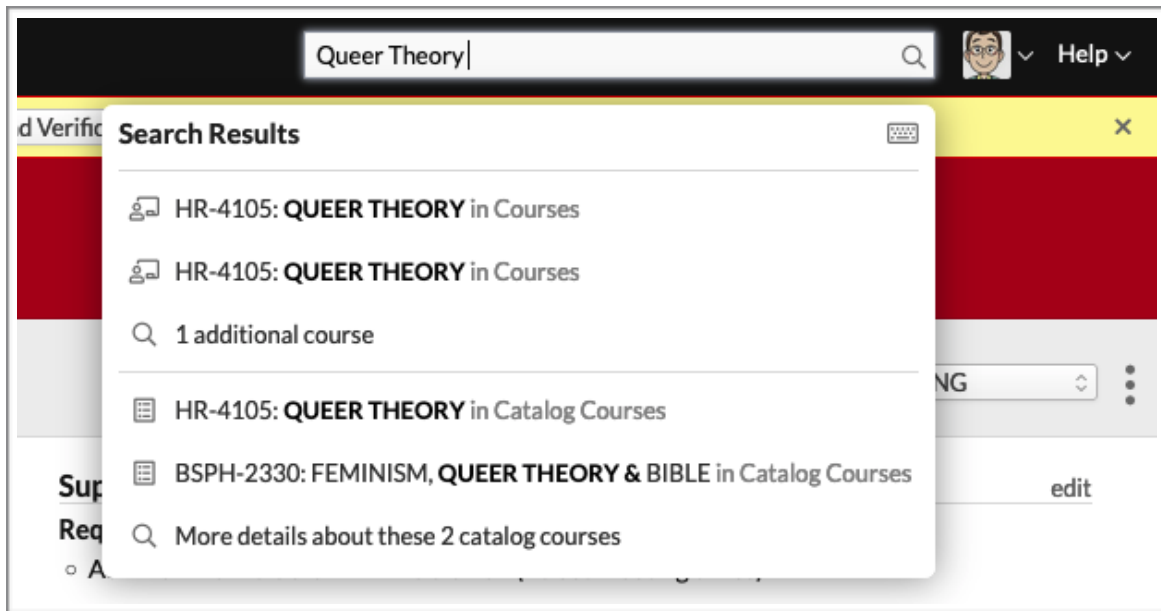 Queer Theory
Help
d Verific
Search Results
HR-4105: QUEER THEORY in Courses
HR-4105: QUEER THEORY in Courses
1 additional course
NG
HR-4105: QUEER THEORY in Catalog Courses
BSPH-2330: FEMINISM, QUEER THEORY & BIBLE in Catalog Courses
Sup
edit
More details about these 2 catalog courses
Req
A